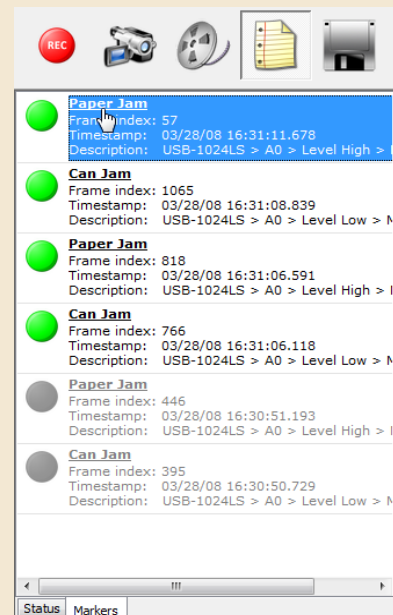 REC
Paper Jam
Frame index: 57
Timestamp: 03/28/08 16:31:11.678
Description: USB-1024LS > A0 > Level High >
Can Jam
Frame index: 1065
Timestamp: 03/28/08 16:31:08.839
Description: USB-1024LS > A0 > Level Low >
Paper Jam
Frame index: 818
Timestamp: 03/28/08 16:31:06.591
Description: USB-1024LS > A0 > Level High >
Can Jam
Frame index: 766
Timestamp: 03/28/08 16:31:06.118
Description: USB-1024LS > A0 > Level Low >
Paper Jam
Frame index: 446
Timestamp: 03/28/08 16:30:51.193
Description: USB-1024LS > A0 > Level High >
Can Jam
Frame index: 395
Timestamp: 03/28/08 16:30:50.729
Description: USB-1024LS > A0 > Level Low >
Status Markers